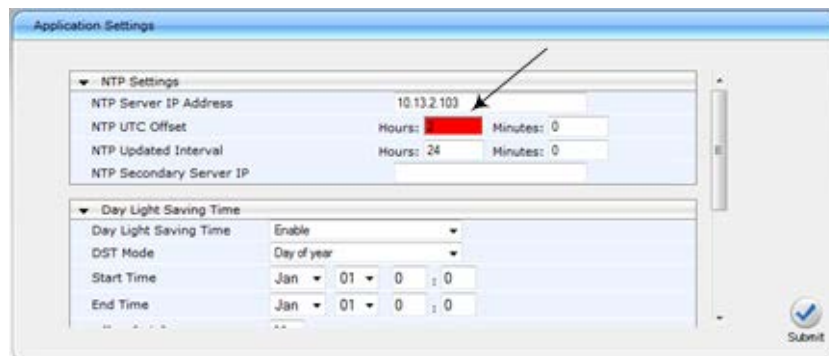 Application Settings
NTP Settings
NTP Server IP Address 10.13.2.103
NTP UTC Offset Hours: Minutes: 0
NTP Updated Interval Hours: 24 Minutes: 0
NTP Secondary Server IP
Day Light Saving Time
Day Light Saving Time Enable
DST Mode Day of year
Start Time Jan 01 0 : 0
End Time Jan 01 0 : 0
Submit